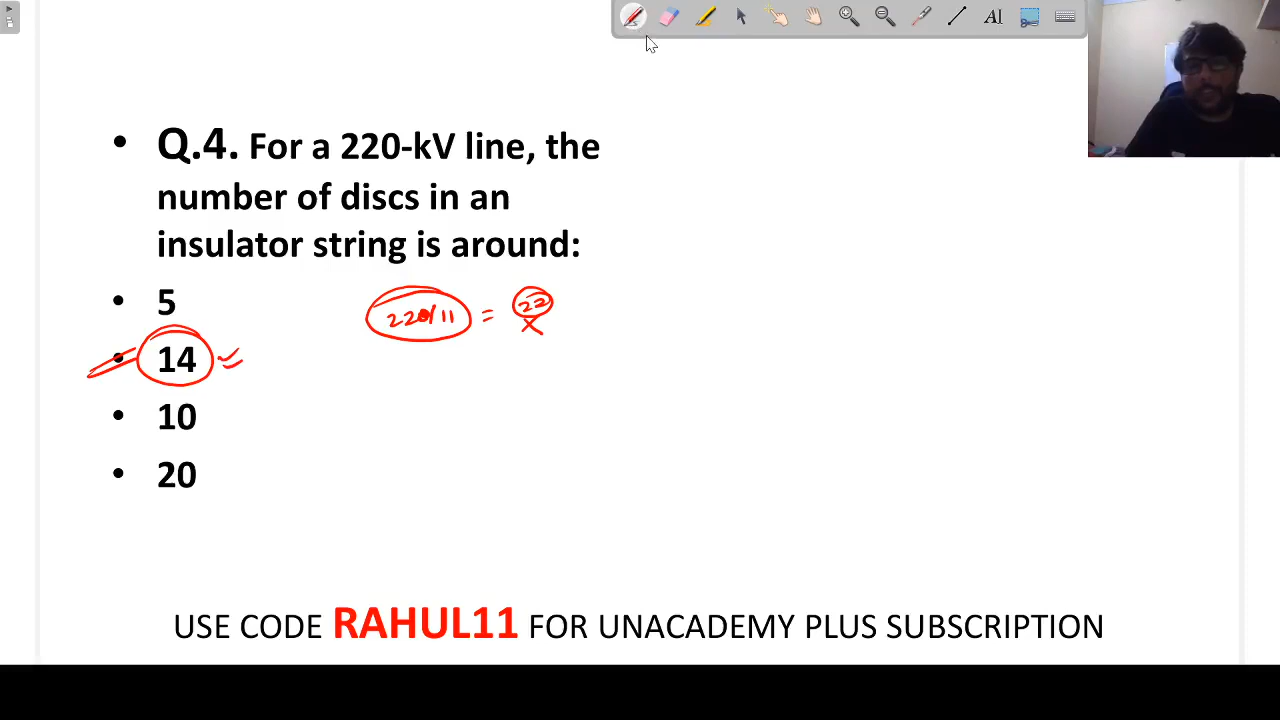 • Q.4. For a 220-kV line, the
number of discs in an
insulator string is around:
• 5
220/11 = 22
x
• 14
• 10
• 20
USE CODE RAHUL11 FOR UNACADEMY PLUS SUBSCRIPTION